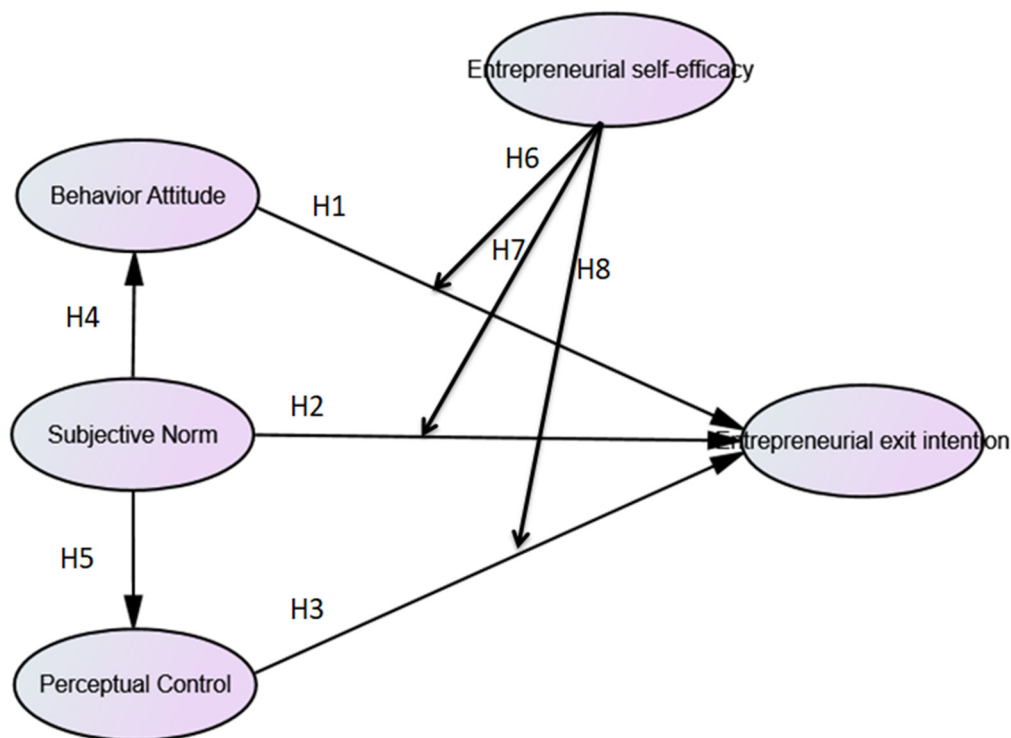 Entrepreneurial self-efficacy
H6
Behavior Attitude
H1
H7
H8
H4
H2
Subjective Norm
Entrepreneurial exit intention
H5
H3
Perceptual Control